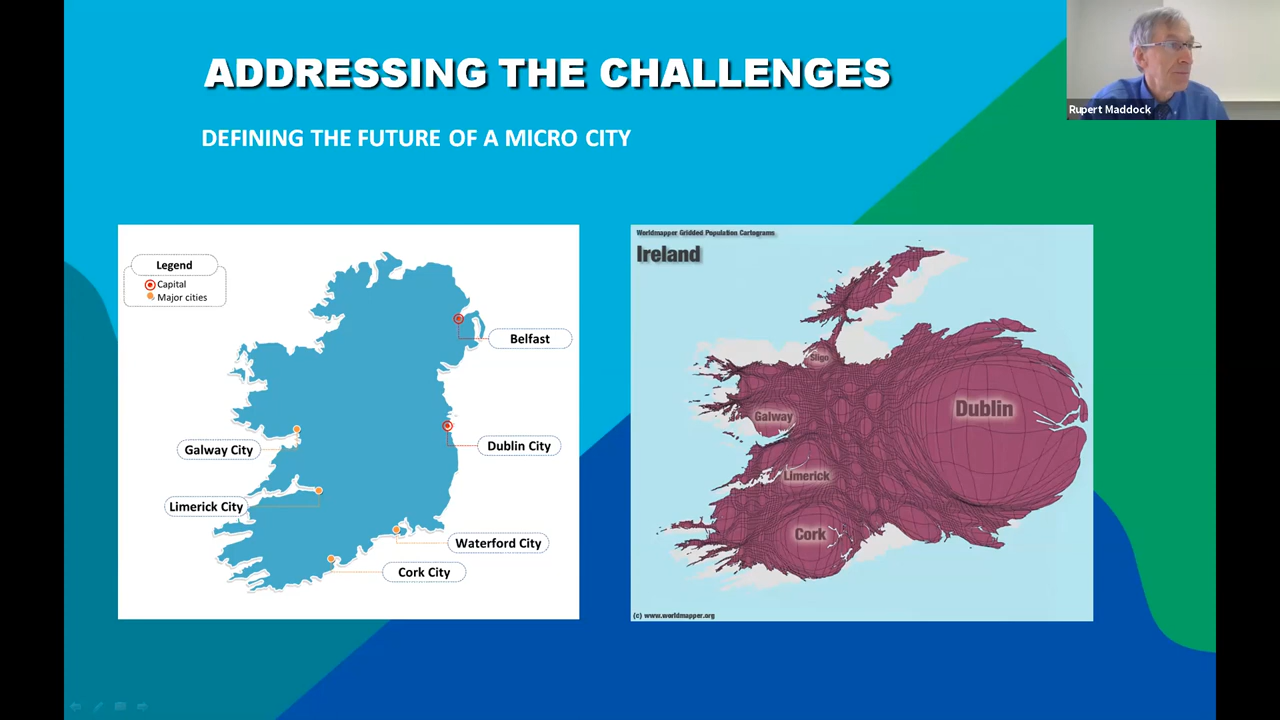 ADDRESSING THE CHALLENGES
Rupert Maddock
DEFINING THE FUTURE OF A MICRO CITY
Legend
Capital
Major cities
Belfast
Dublin City
Galway City
Limerick City
Waterford City
Cork City
Worldmapper Gridded Population Cartograms
Ireland
Sligo
Galway
Dublin
Limerick
Cork
(c) www.worldmapper.org